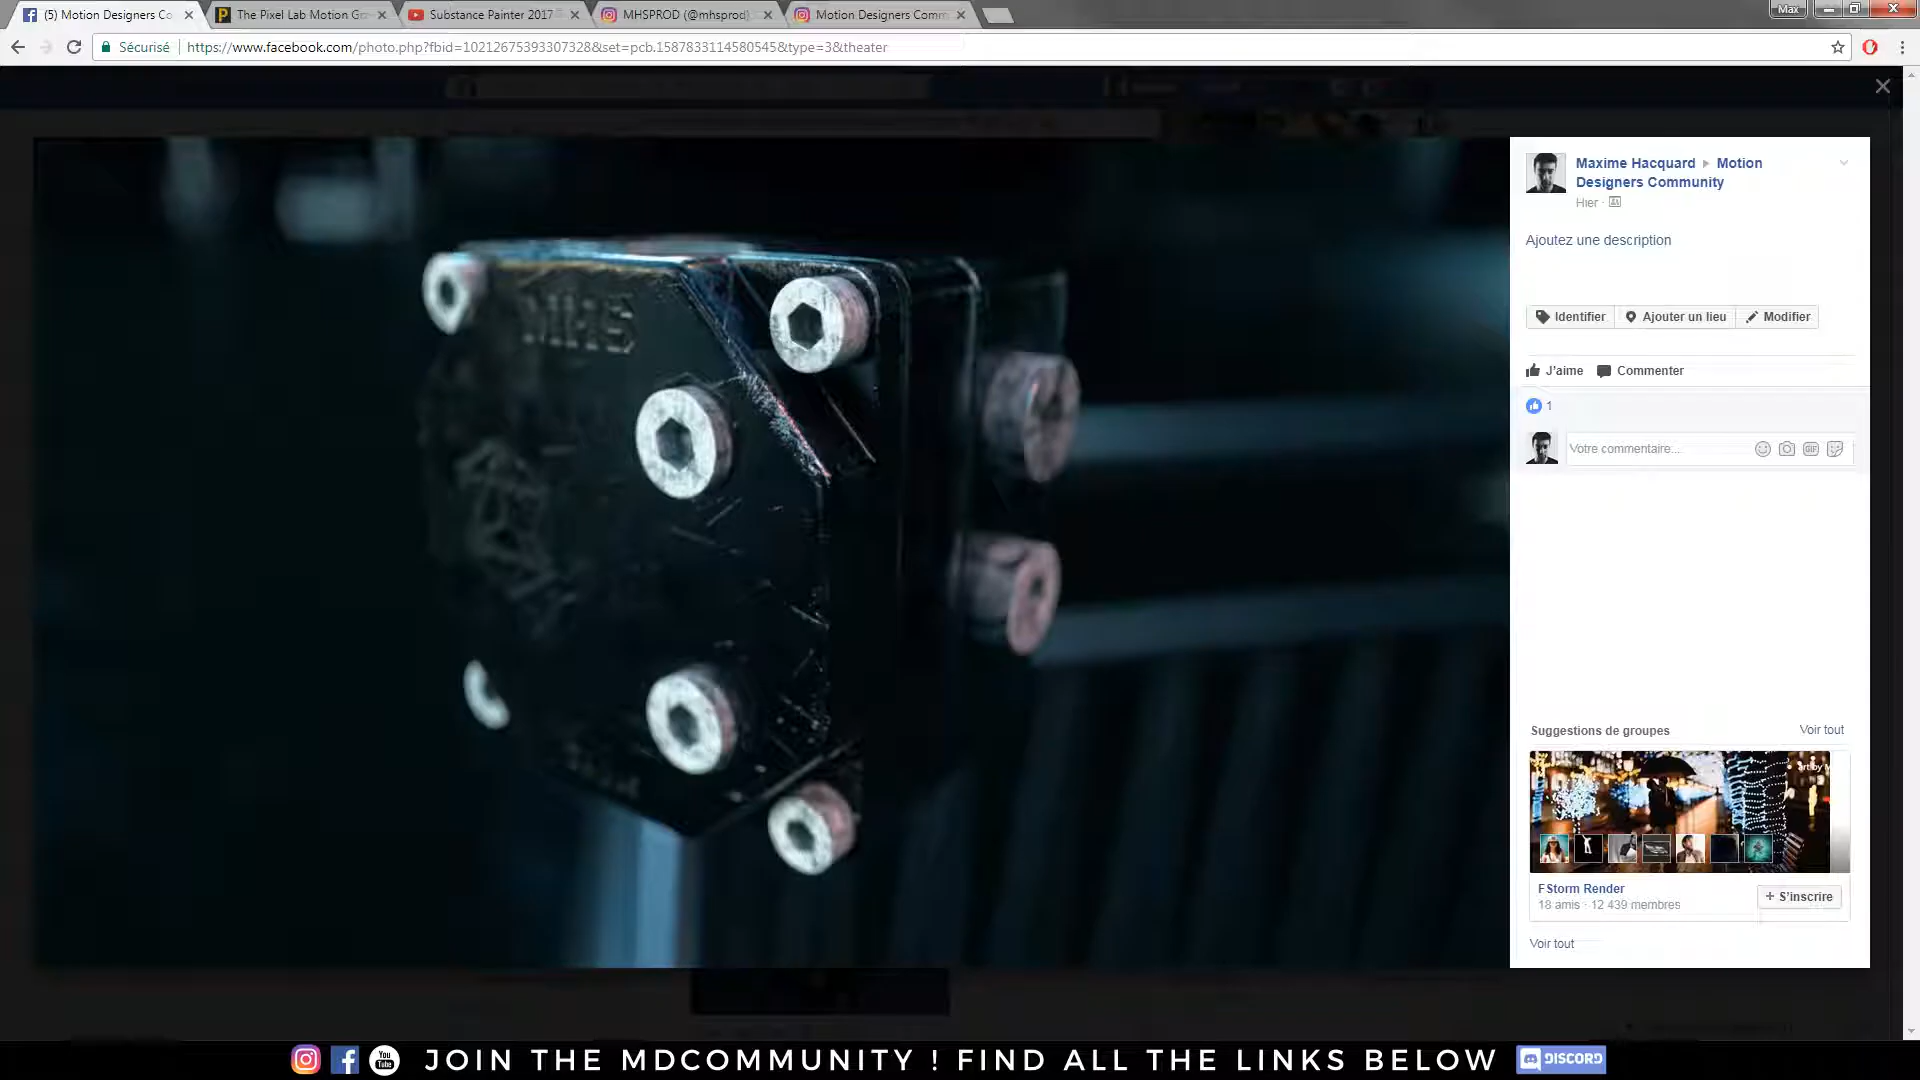 (5) Motion Designers Co
The Pixel Lab Motion Gr
Substance Painter 2017
MHSPROD (@mhsprod)
Motion Designers Comm
Max
Sécurisé
https://www.facebook.com/photo.php?fbid=10212675393307328&set=pcb.1587833114580545&type=3&theater
MHS
Maxime Hacquard ▸ Motion
Designers Community
Hier ·
Ajoutez une description
Identifier
Ajouter un lieu
Modifier
J'aime
Commenter
1
Votre commentaire...
GIF
Suggestions de groupes
Voir tout
FStorm Render
18 amis · 12 439 membres
+ S'inscrire
Voir tout
You
Tube
JOIN THE MDCOMMUNITY ! FIND ALL THE LINKS BELOW
DISCORD